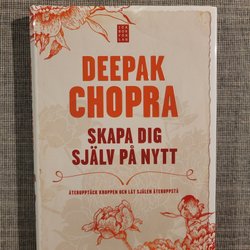 DEEPAK
CHOPRA
SKAPA DIG
SJÄLV PÅ NYTT
ÅTERUPPTÄCK KROPPEN OCH LÅT SJÄLEN ÅTERUPPSTÅ